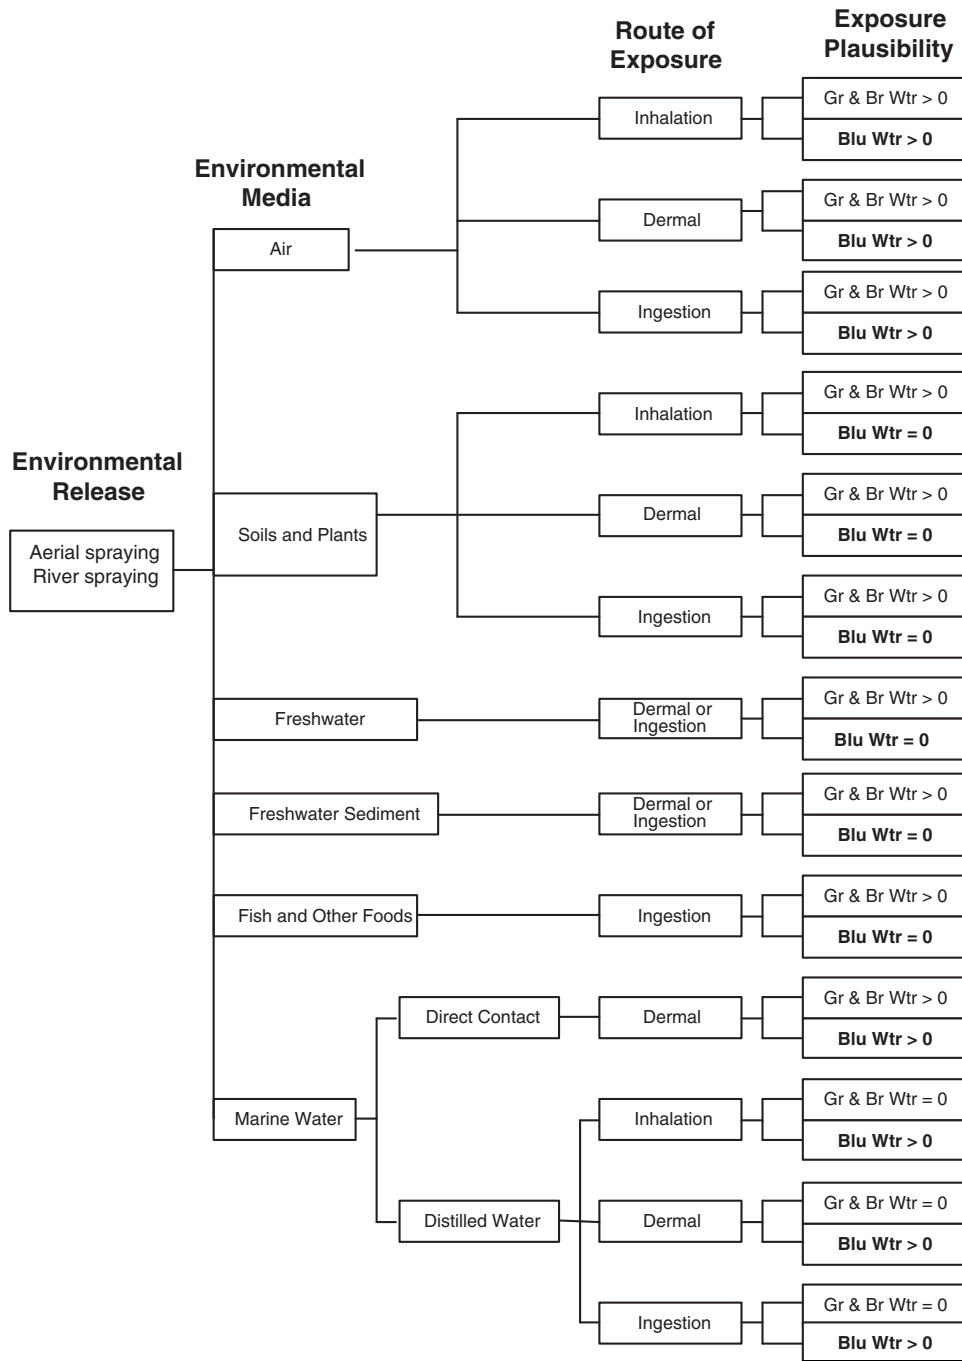 Route of
Exposure
Exposure
Plausibility
Environmental
Media
Environmental
Release
Aerial spraying
River spraying
Air
Inhalation
Gr & Br Wtr > 0
Blu Wtr > 0
Dermal
Gr & Br Wtr > 0
Blu Wtr > 0
Ingestion
Gr & Br Wtr > 0
Blu Wtr > 0
Soils and Plants
Inhalation
Gr & Br Wtr > 0
Blu Wtr = 0
Dermal
Gr & Br Wtr > 0
Blu Wtr = 0
Ingestion
Gr & Br Wtr > 0
Blu Wtr = 0
Freshwater
Dermal or
Ingestion
Gr & Br Wtr > 0
Blu Wtr = 0
Freshwater Sediment
Dermal or
Ingestion
Gr & Br Wtr > 0
Blu Wtr = 0
Fish and Other Foods
Ingestion
Gr & Br Wtr > 0
Blu Wtr = 0
Marine Water
Direct Contact
Dermal
Gr & Br Wtr > 0
Blu Wtr > 0
Distilled Water
Inhalation
Gr & Br Wtr = 0
Blu Wtr > 0
Dermal
Gr & Br Wtr = 0
Blu Wtr > 0
Ingestion
Gr & Br Wtr = 0
Blu Wtr > 0